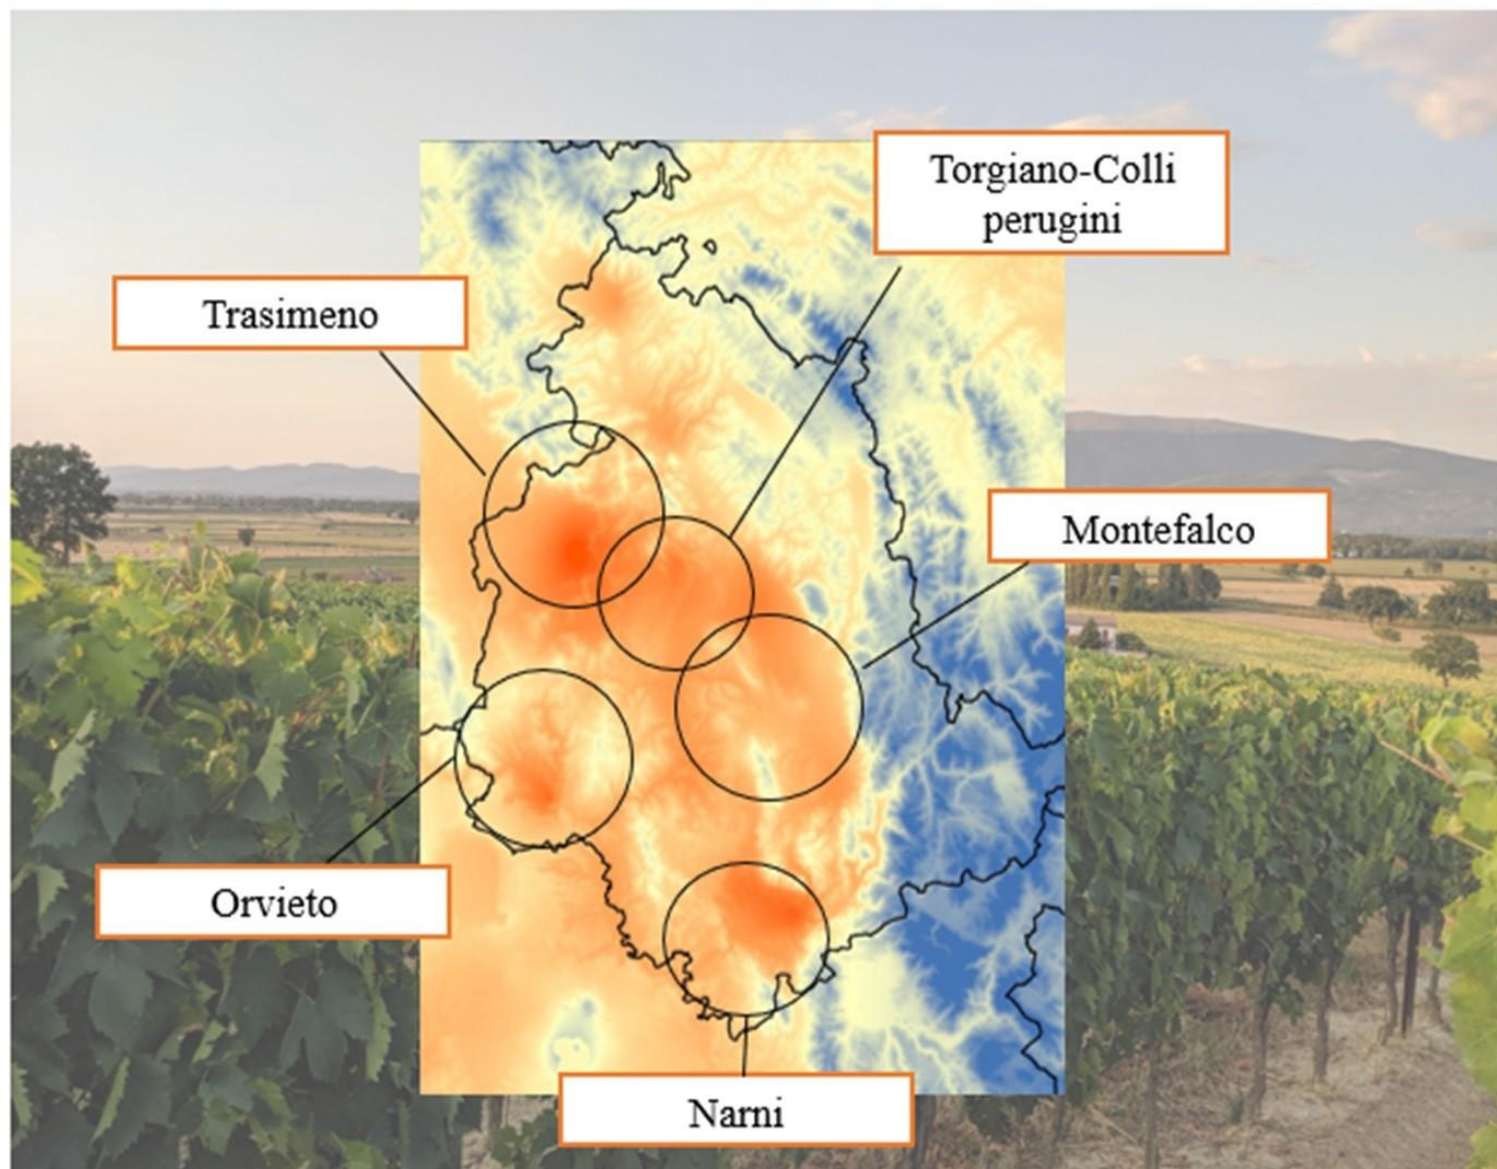 Torgiano-Colli
perugini
Trasimeno
Montefalco
Orvieto
Narni